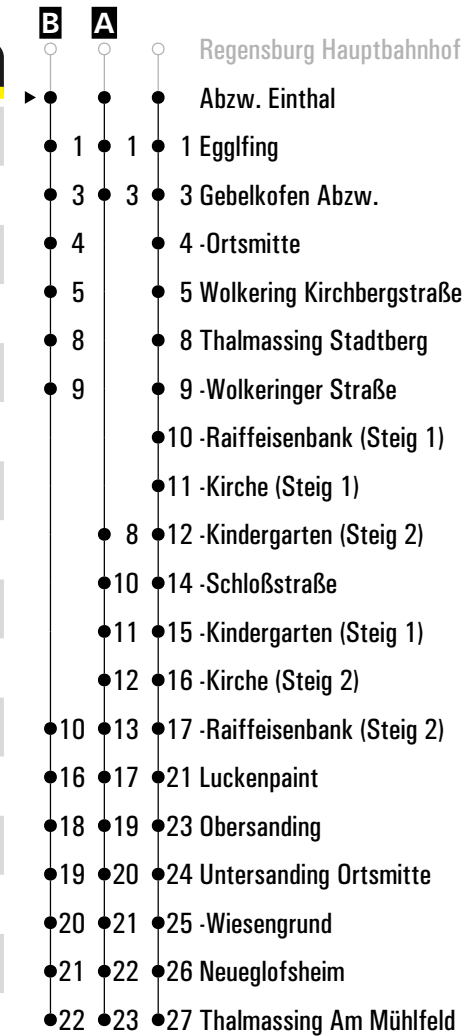 B A
Regensburg Hauptbahnhof
Abzw. Einthal
1 1 1 Egglfing
3 3 3 Gebelkofen Abzw.
4 4 -Ortsmitte
5 5 Wolkering Kirchbergstraße
8 8 Thalmassing Stadtberg
9 9 -Wolkeringer Straße
10 -Raiffeisenbank (Steig 1)
11 -Kirche (Steig 1)
8 12 -Kindergarten (Steig 2)
10 14 -Schloßstraße
11 15 -Kindergarten (Steig 1)
12 16 -Kirche (Steig 2)
10 13 17 -Raiffeisenbank (Steig 2)
16 17 21 Luckenpaint
18 19 23 Obersanding
19 20 24 Untersanding Ortsmitte
20 21 25 -Wiesengrund
21 22 26 Neueglofsheim
22 23 27 Thalmassing Am Mühlfeld